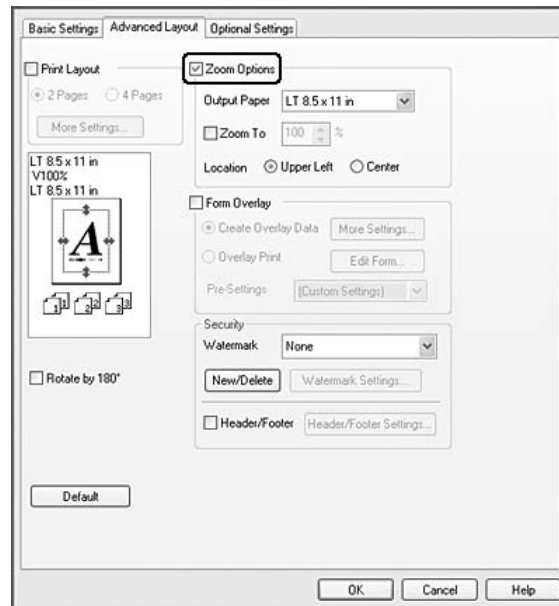 Basic Settings Advanced Layout Optional Settings
Print Layout
2 Pages 4 Pages
More Settings...
LT 8.5 x 11 in
V100%
LT 8.5 x 11 in
A
1 1 2 2 3 3
Rotate by 180°
Default
Zoom Options
Output Paper LT 8.5 x 11 in
Zoom To 100 %
Location Upper Left Center
Form Overlay
Create Overlay Data More Settings...
Overlay Print Edit Form...
Pre-Settings [Custom Settings]
Security
Watermark None
New/Delete Watermark Settings...
Header/Footer Header/Footer Settings...
OK Cancel Help